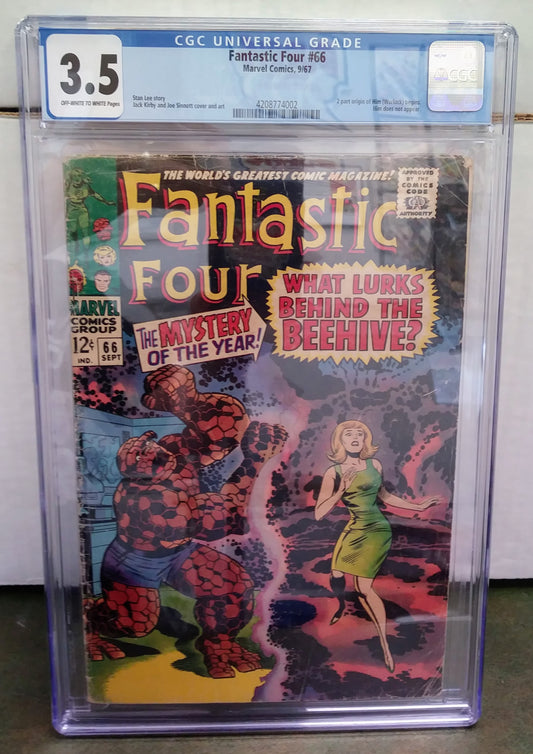 CGC UNIVERSAL GRADE
3.5
OFF-WHITE TO WHITE Pages
Fantastic Four #66
Marvel Comics, 9/67
Stan Lee story
Jack Kirby and Joe Sinnott cover and art
4208774002
2 part origin of Him (Warlock) begins
Him does not appear
CGC
THE WORLD'S GREATEST COMIC MAGAZINE!
APPROVED
BY THE
COMICS
CODE
AUTHORITY
Fantastic
Four
MARVEL
COMICS
GROUP
12¢
IND.
66
SEPT
THE MYSTERY
OF THE YEAR!
WHAT LURKS
BEHIND THE
BEEHIVE?